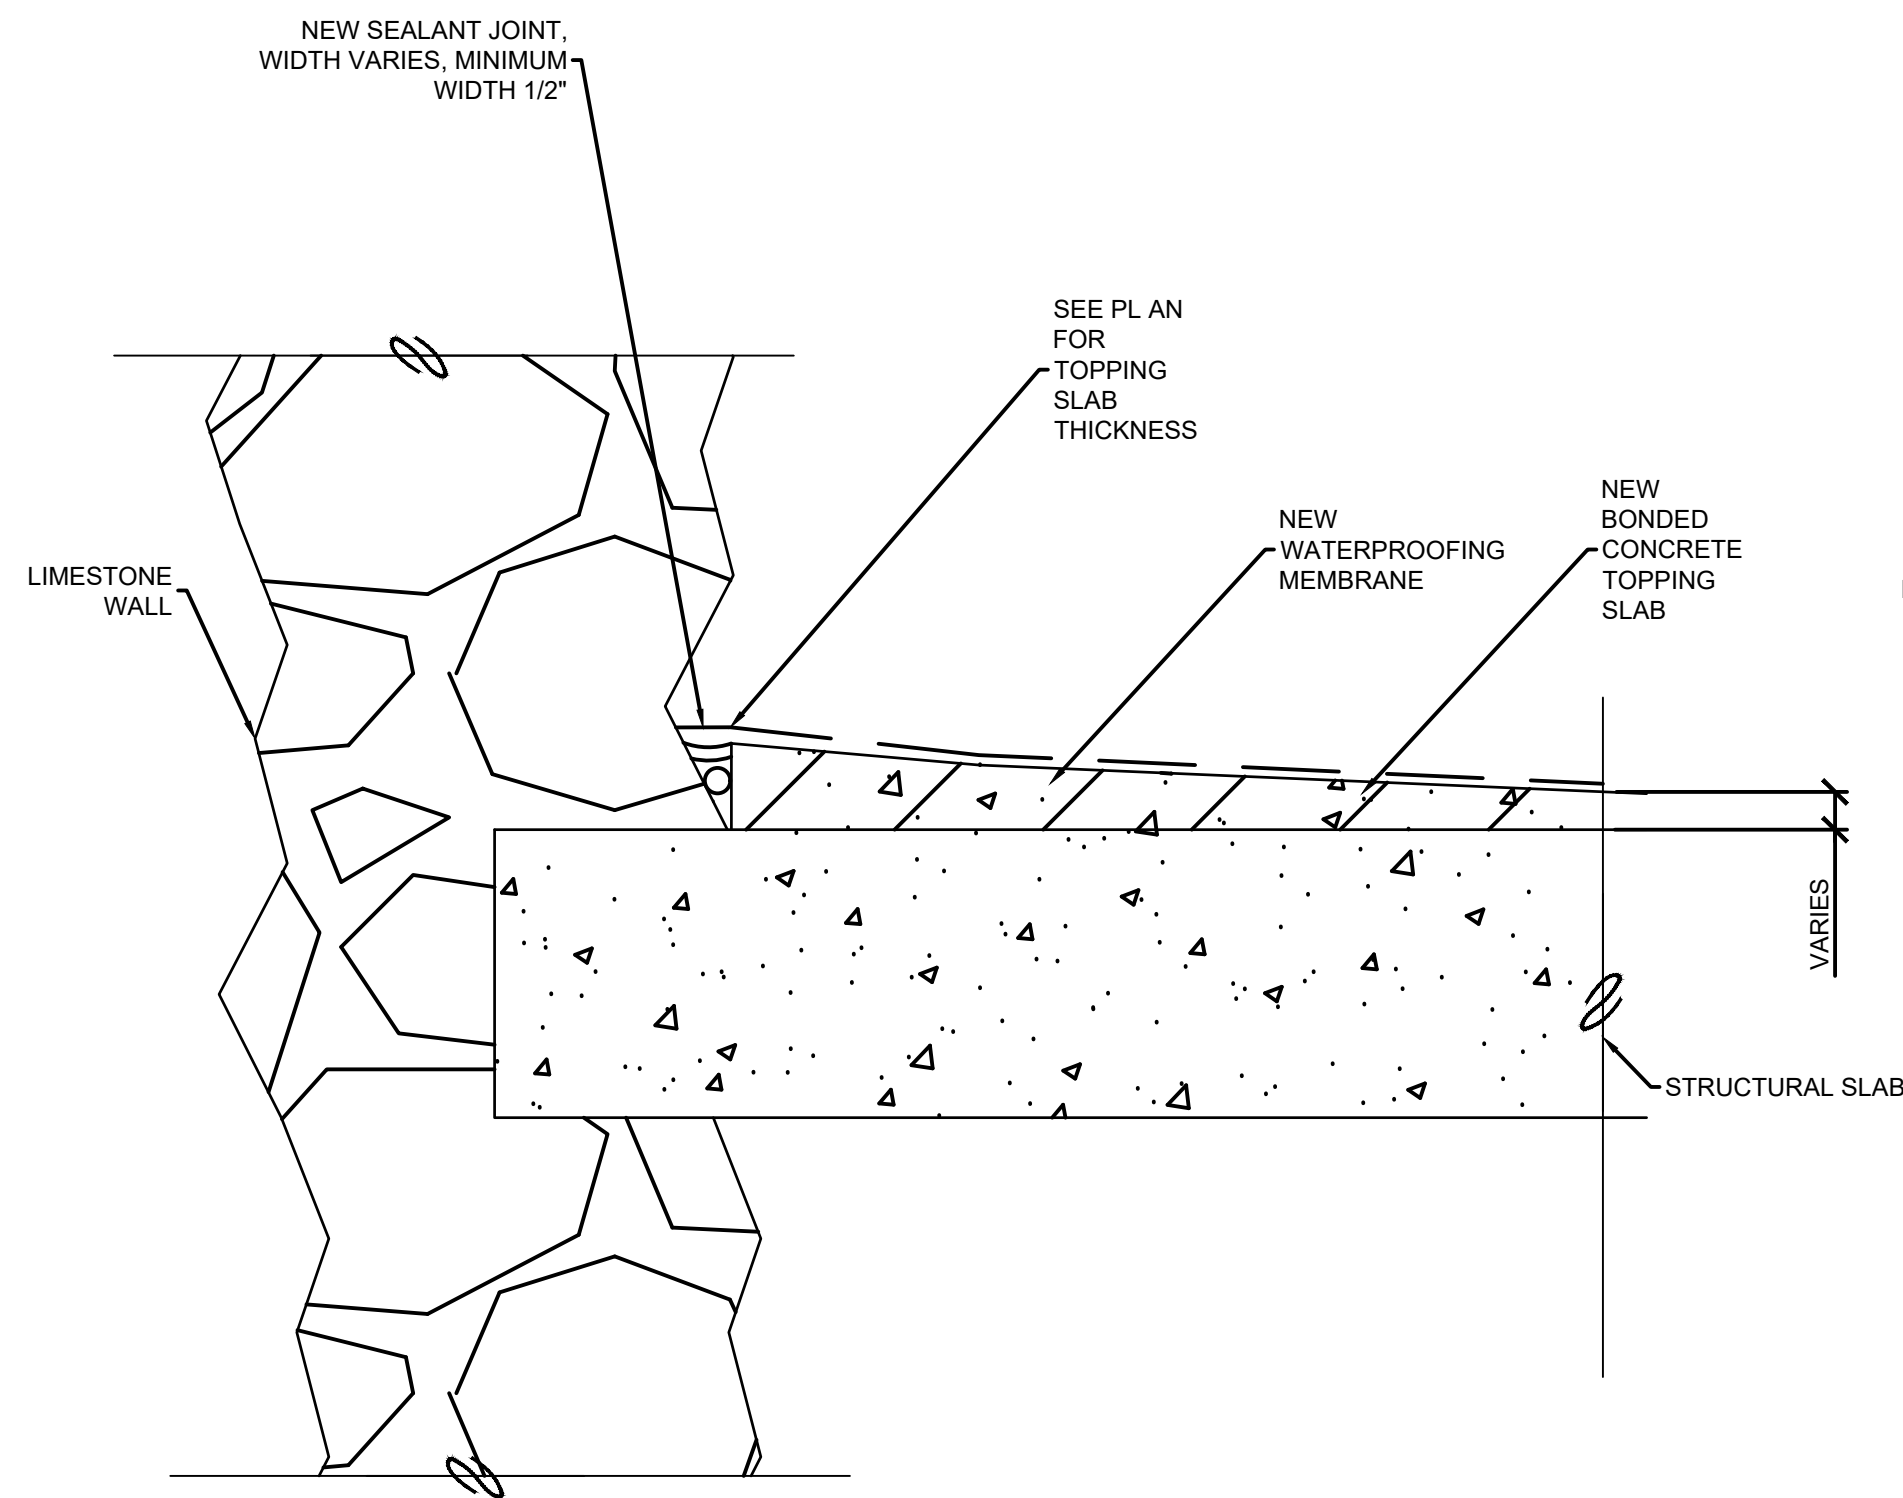 NEW SEALANT JOINT,
WIDTH VARIES, MINIMUM
WIDTH 1/2"
SEE PL AN
FOR
TOPPING
SLAB
THICKNESS
NEW
WATERPROOFING
MEMBRANE
NEW
BONDED
CONCRETE
TOPPING
SLAB
LIMESTONE
WALL
VARIES
STRUCTURAL SLAB